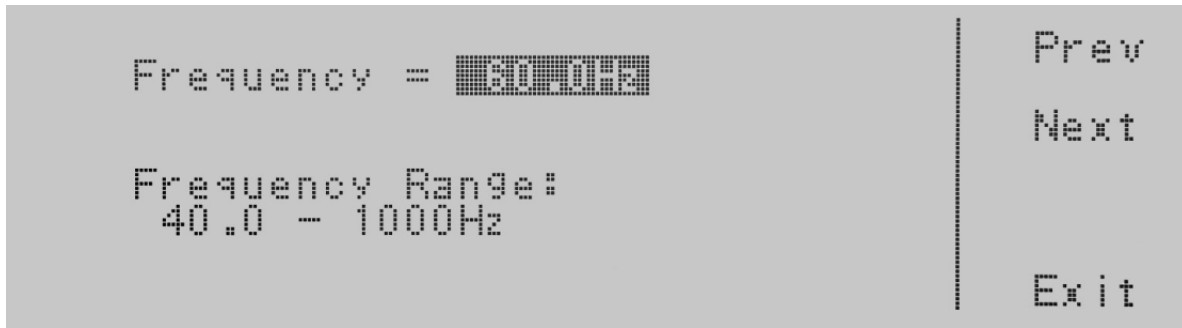 Frequency = 60.0Hz
Frequency Range:
40.0 - 1000Hz
Prev
Next
Exit